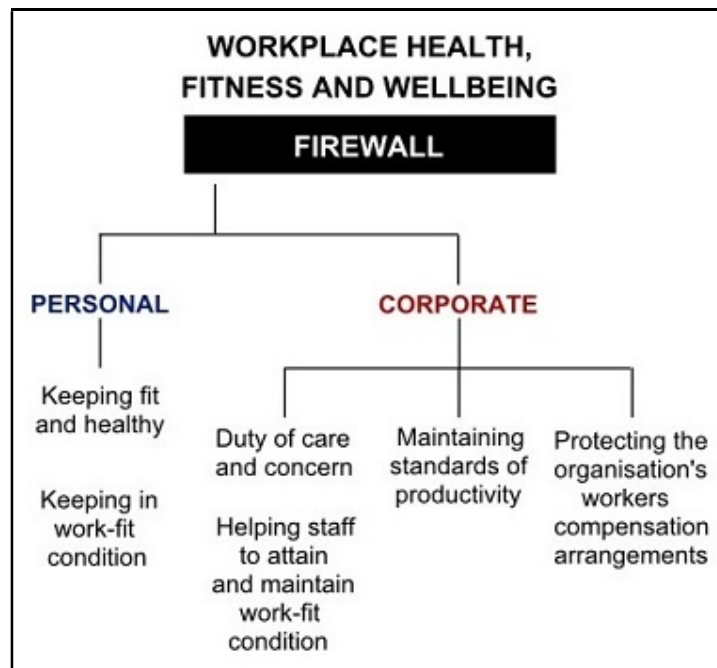 WORKPLACE HEALTH,
FITNESS AND WELLBEING
FIREWALL
PERSONAL
CORPORATE
Keeping fit
and healthy
Keeping in
work-fit
condition
Duty of care
and concern
Helping staff
to attain
and maintain
work-fit
condition
Maintaining
standards of
productivity
Protecting the
organisation's
workers
compensation
arrangements